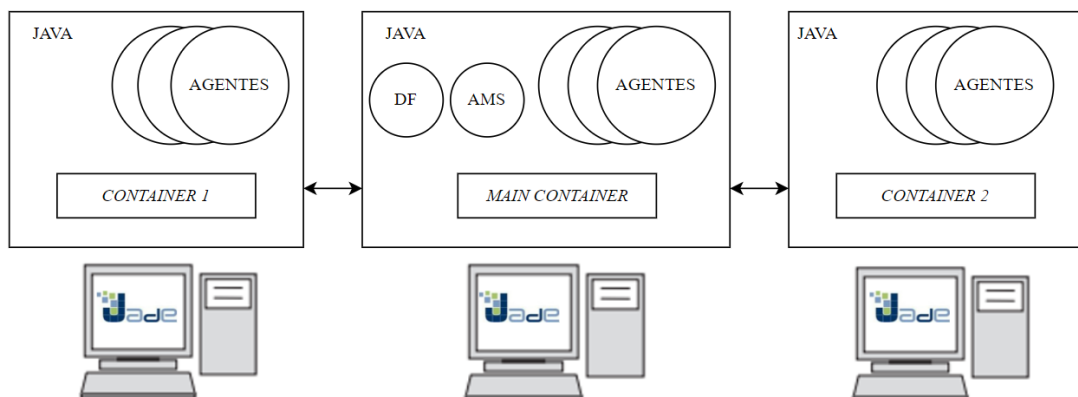 JAVA
AGENTES
CONTAINER 1
JAVA
DF
AMS
AGENTES
MAIN CONTAINER
JAVA
AGENTES
CONTAINER 2
Jade
Jade
Jade